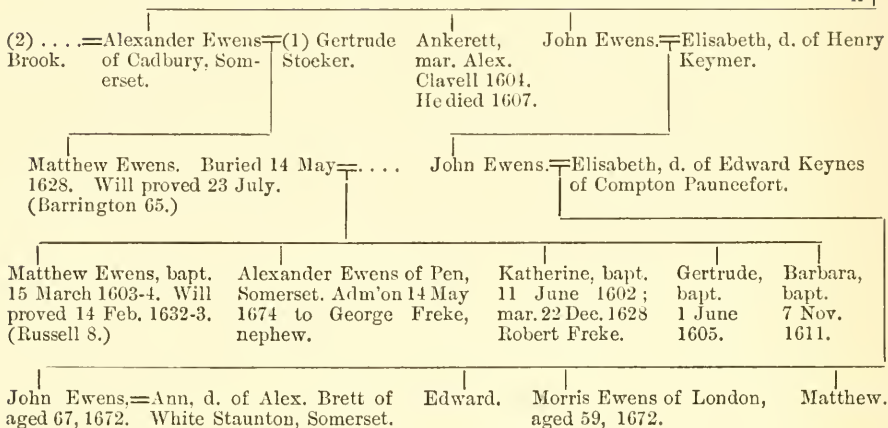 (2) . . . .=Alexander Ewens=(1) Gertrude
Brook. of Cadbury, Som- Stocker.
erset.
Ankerett,
mar. Alex.
Clavell 1604.
He died 1607.
John Ewens.=Elisabeth, d. of Henry
Keymer.
Matthew Ewens. Buried 14 May=. . . .
1628. Will proved 23 July.
(Barrington 65.)
John Ewens.=Elisabeth, d. of Edward Keynes
of Compton Pauncefort.
Matthew Ewens, bapt.
15 March 1603-4. Will
proved 14 Feb. 1632-3.
(Russell 8.)
Alexander Ewens of Pen,
Somerset. Adm'on 14 May
1674 to George Freke,
nephew.
Katherine, bapt.
11 June 1602 ;
mar. 22 Dec. 1628
Robert Freke.
Gertrude,
bapt.
1 June
1605.
Barbara,
bapt.
7 Nov.
1611.
John Ewens,=Ann, d. of Alex. Brett of
aged 67, 1672. White Staunton, Somerset.
Edward.
Morris Ewens of London,
aged 59, 1672.
Matthew.